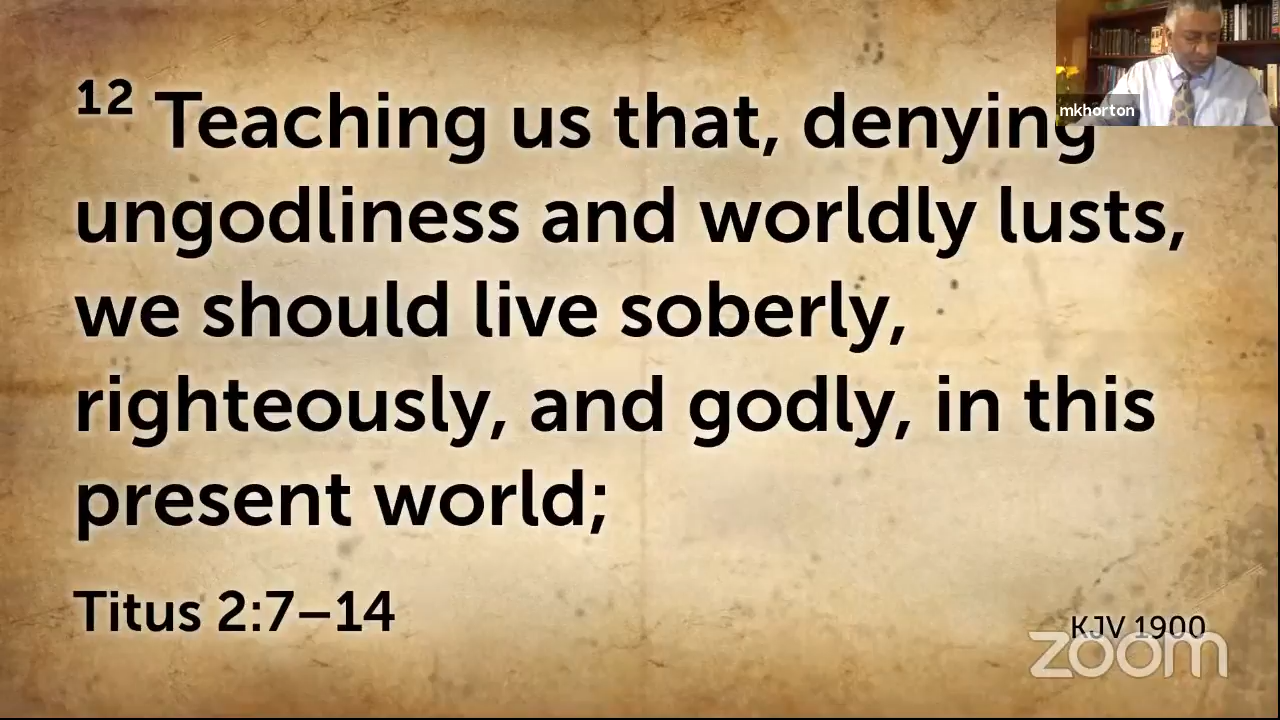 12 Teaching us that, denying
ungodliness and worldly lusts,
we should live soberly,
righteously, and godly, in this
present world;
Titus 2:7–14
KJV 1900
zoom
mkhorton